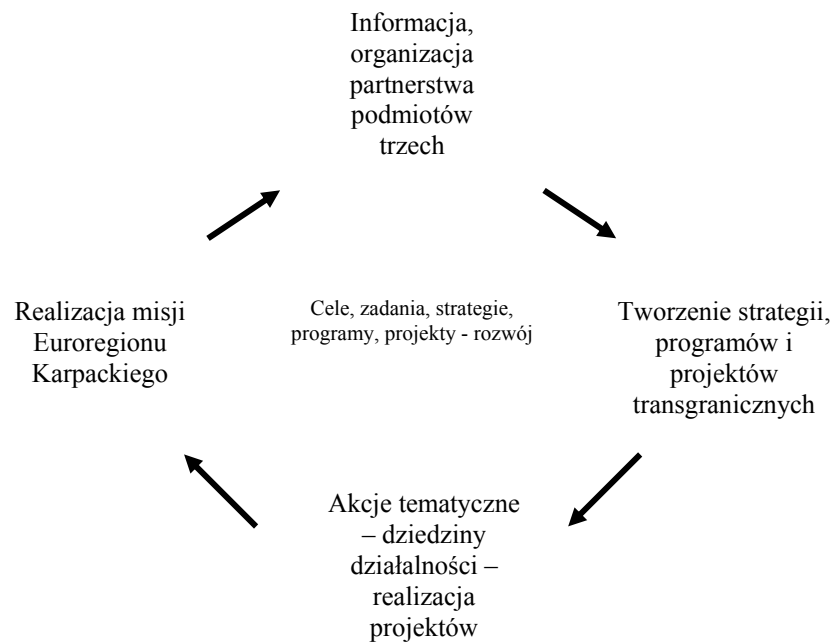 Informacja,
organizacja
partnerstwa
podmiotów
trzech
Realizacja misji
Euroregionu
Karpackiego
Cele, zadania, strategie,
programy, projekty - rozwój
Tworzenie strategii,
programów i
projektów
transgranicznych
Akcje tematyczne
– dziedziny
działalności –
realizacja
projektów